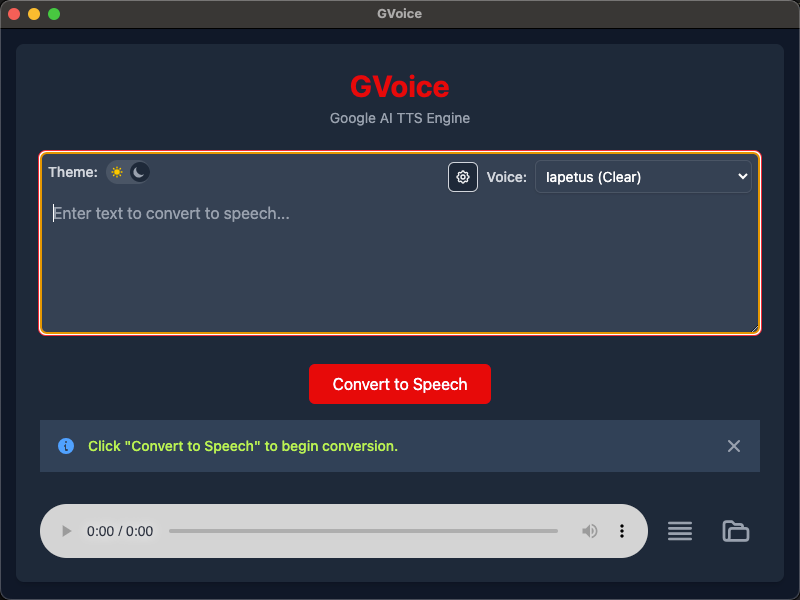 GVoice
GVoice
Google AI TTS Engine
Theme:
Voice: Iapetus (Clear)
Enter text to convert to speech...
Convert to Speech
Click "Convert to Speech" to begin conversion.
0:00 / 0:00